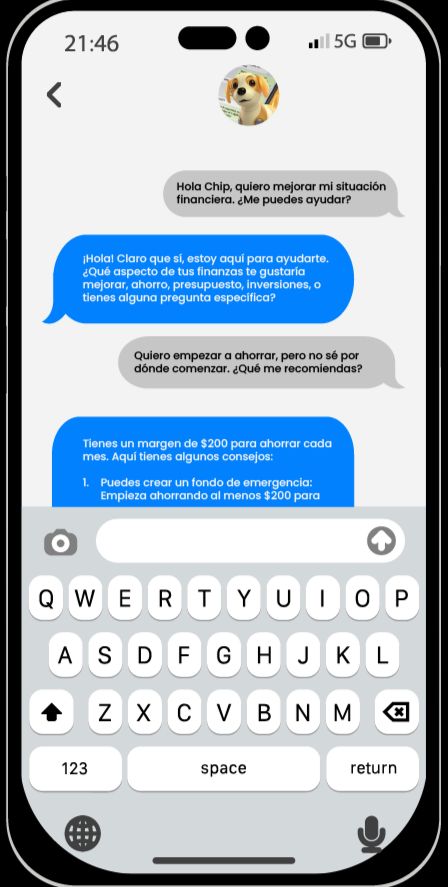 21:46
5G
Hola Chip, quiero mejorar mi situación
financiera. ¿Me puedes ayudar?
¡Hola! Claro que sí, estoy aquí para ayudarte.
¿Qué aspecto de tus finanzas te gustaría
mejorar, ahorro, presupuesto, inversiones, o
tienes alguna pregunta específica?
Quiero empezar a ahorrar, pero no sé por
dónde comenzar. ¿Qué me recomiendas?
Tienes un margen de $200 para ahorrar cada
mes. Aquí tienes algunos consejos:
1. Puedes crear un fondo de emergencia:
Empieza ahorrando al menos $200 para
Q W E R T Y U I O P
A S D F G H J K L
Z X C V B N M
123 space return